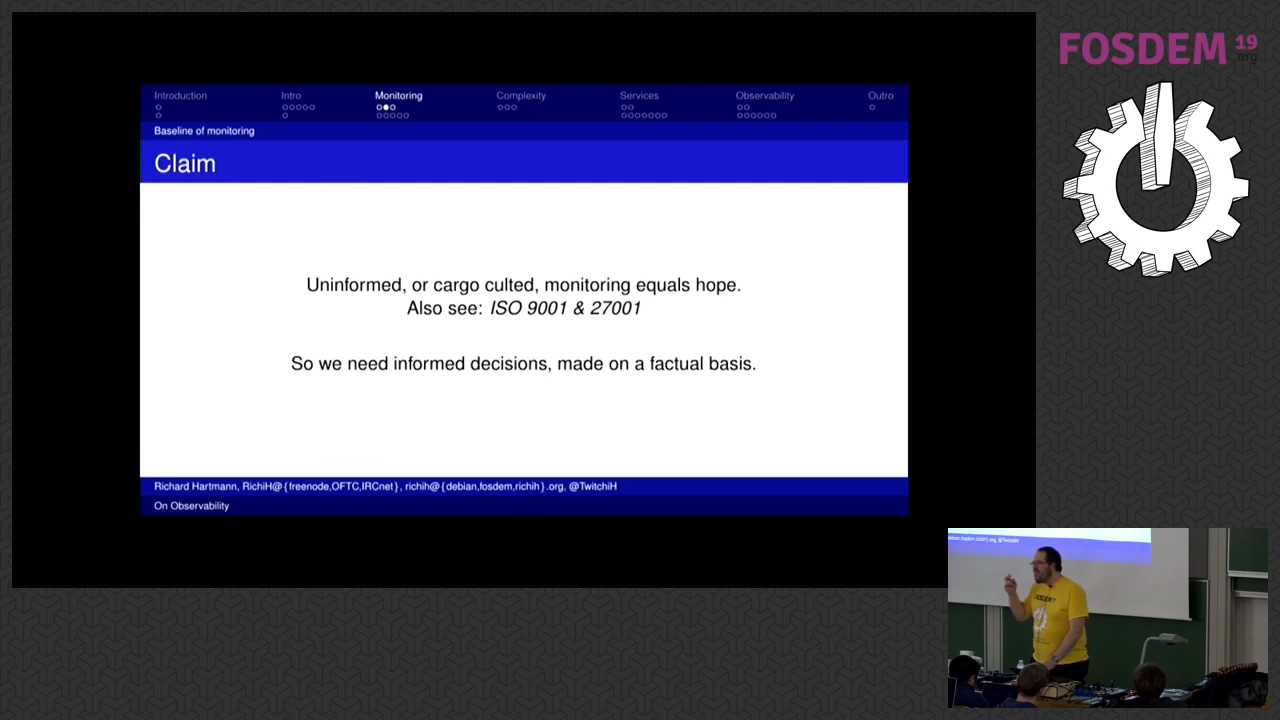 FOSDEM 19
.org
Introduction Intro Monitoring Complexity Services Observability Outro
Baseline of monitoring
Claim
Uninformed, or cargo culted, monitoring equals hope.
Also see: ISO 9001 & 27001
So we need informed decisions, made on a factual basis.
Richard Hartmann, RichiH@{freenode,OFTC,IRCnet}, richih@{debian,fosdem,richih}.org, @TwitchiH
On Observability